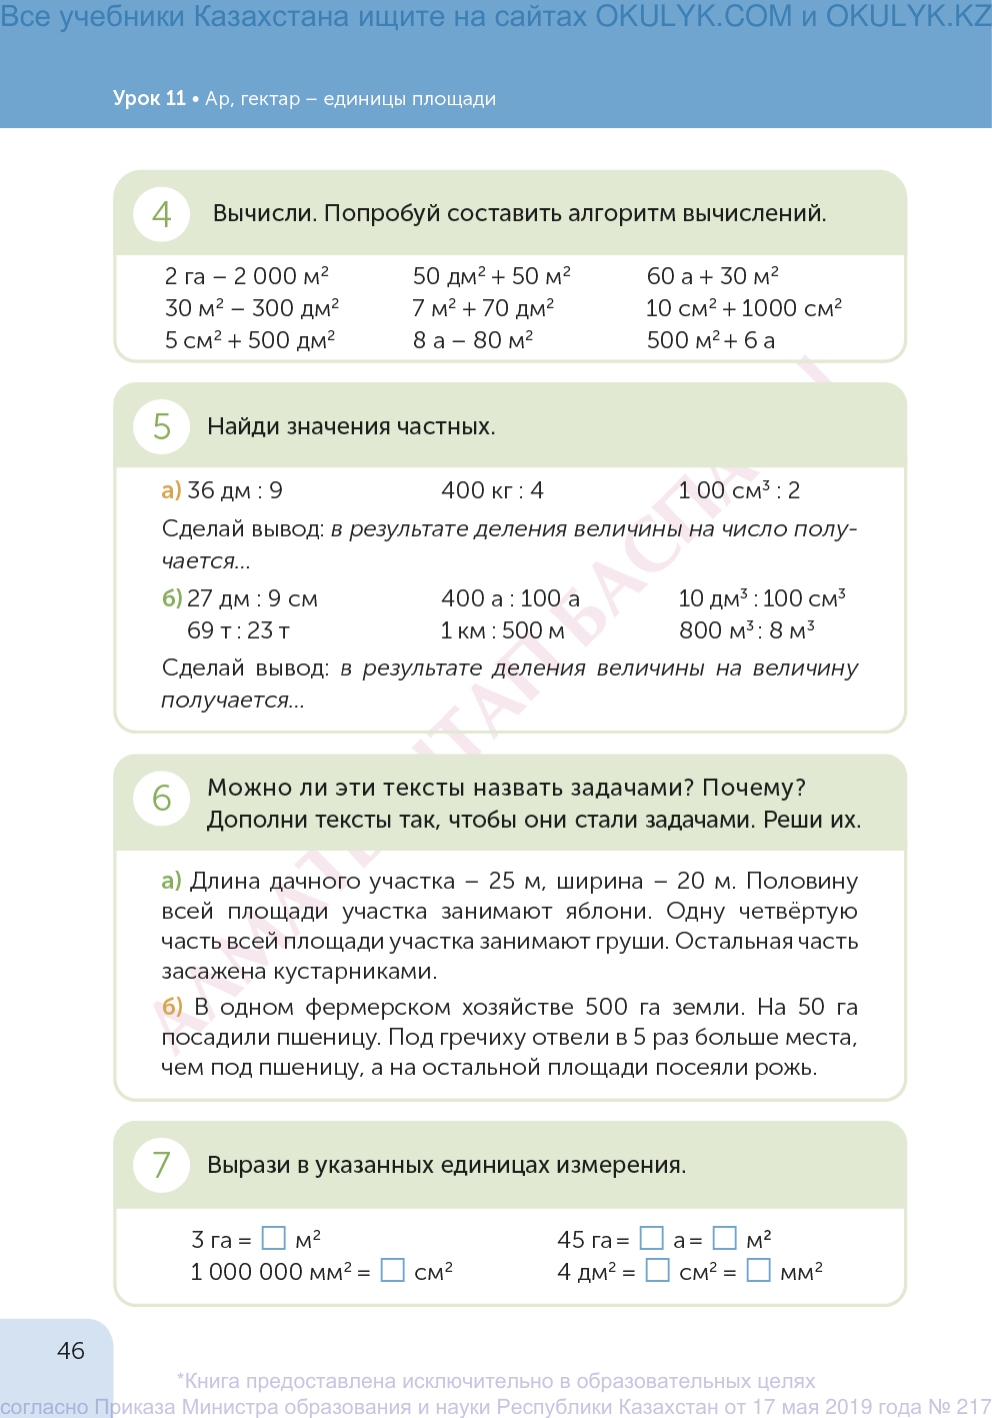 Все учебники Казахстана ищите на сайтах OKULYK.COM и OKULYK.KZ
Урок 11 • Ар, гектар – единицы площади
4 Вычисли. Попробуй составить алгоритм вычислений.
2 га – 2 000 м² 50 дм² + 50 м² 60 а + 30 м²
30 м² – 300 дм² 7 м² + 70 дм² 10 см² + 1000 см²
5 см² + 500 дм² 8 а – 80 м² 500 м² + 6 а
5 Найди значения частных.
а) 36 дм : 9 400 кг : 4 1 00 см³ : 2
Сделай вывод: в результате деления величины на число полу-
чается...
б) 27 дм : 9 см 400 а : 100 а 10 дм³ : 100 см³
69 т : 23 т 1 км : 500 м 800 м³ : 8 м³
Сделай вывод: в результате деления величины на величину
получается...
6 Можно ли эти тексты назвать задачами? Почему?
Дополни тексты так, чтобы они стали задачами. Реши их.
а) Длина дачного участка – 25 м, ширина – 20 м. Половину
всей площади участка занимают яблони. Одну четвёртую
часть всей площади участка занимают груши. Остальная часть
засажена кустарниками.
б) В одном фермерском хозяйстве 500 га земли. На 50 га
посадили пшеницу. Под гречиху отвели в 5 раз больше места,
чем под пшеницу, а на остальной площади посеяли рожь.
7 Вырази в указанных единицах измерения.
3 га = □ м² 45 га = □ а = □ м²
1 000 000 мм² = □ см² 4 дм² = □ см² = □ мм²
46
*Книга предоставлена исключительно в образовательных целях
согласно Приказа Министра образования и науки Республики Казахстан от 17 мая 2019 года № 217